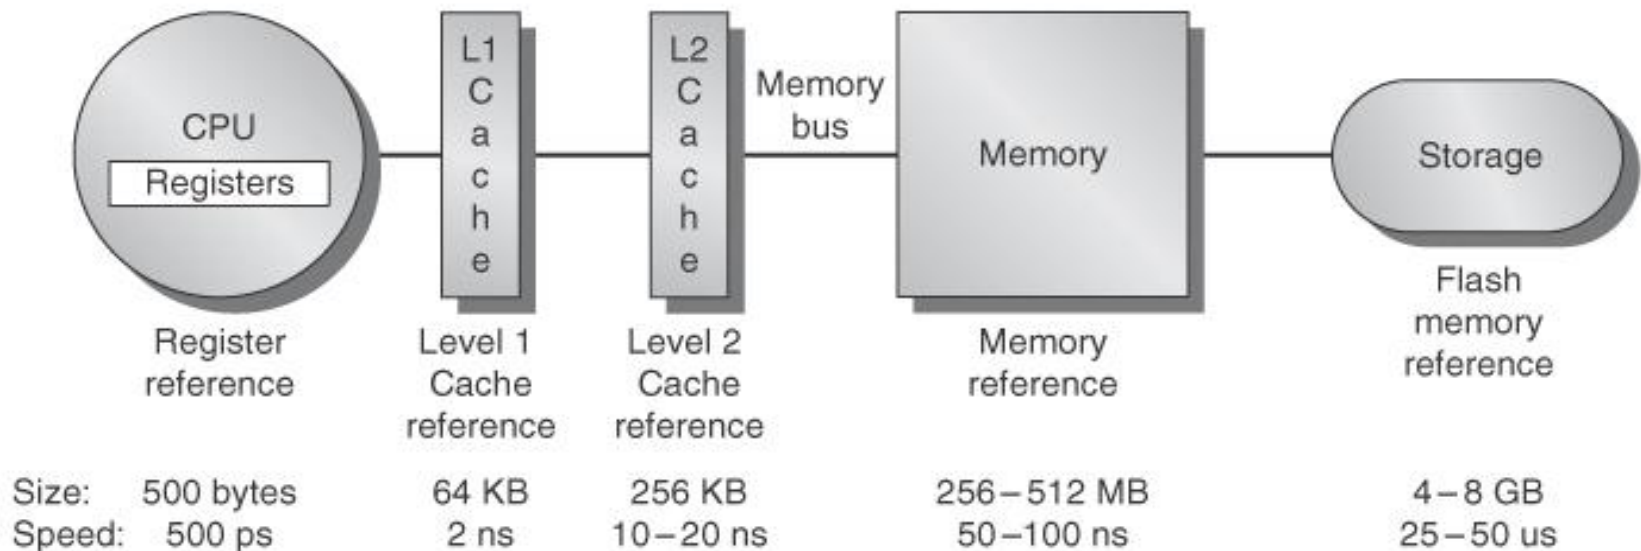 CPU
Registers
L1
C
a
c
h
e
L2
C
a
c
h
e
Memory
bus
Memory
Storage
Register
reference
Level 1
Cache
reference
Level 2
Cache
reference
Memory
reference
Flash
memory
reference
Size: 500 bytes 64 KB 256 KB 256–512 MB 4–8 GB
Speed: 500 ps 2 ns 10–20 ns 50–100 ns 25–50 us